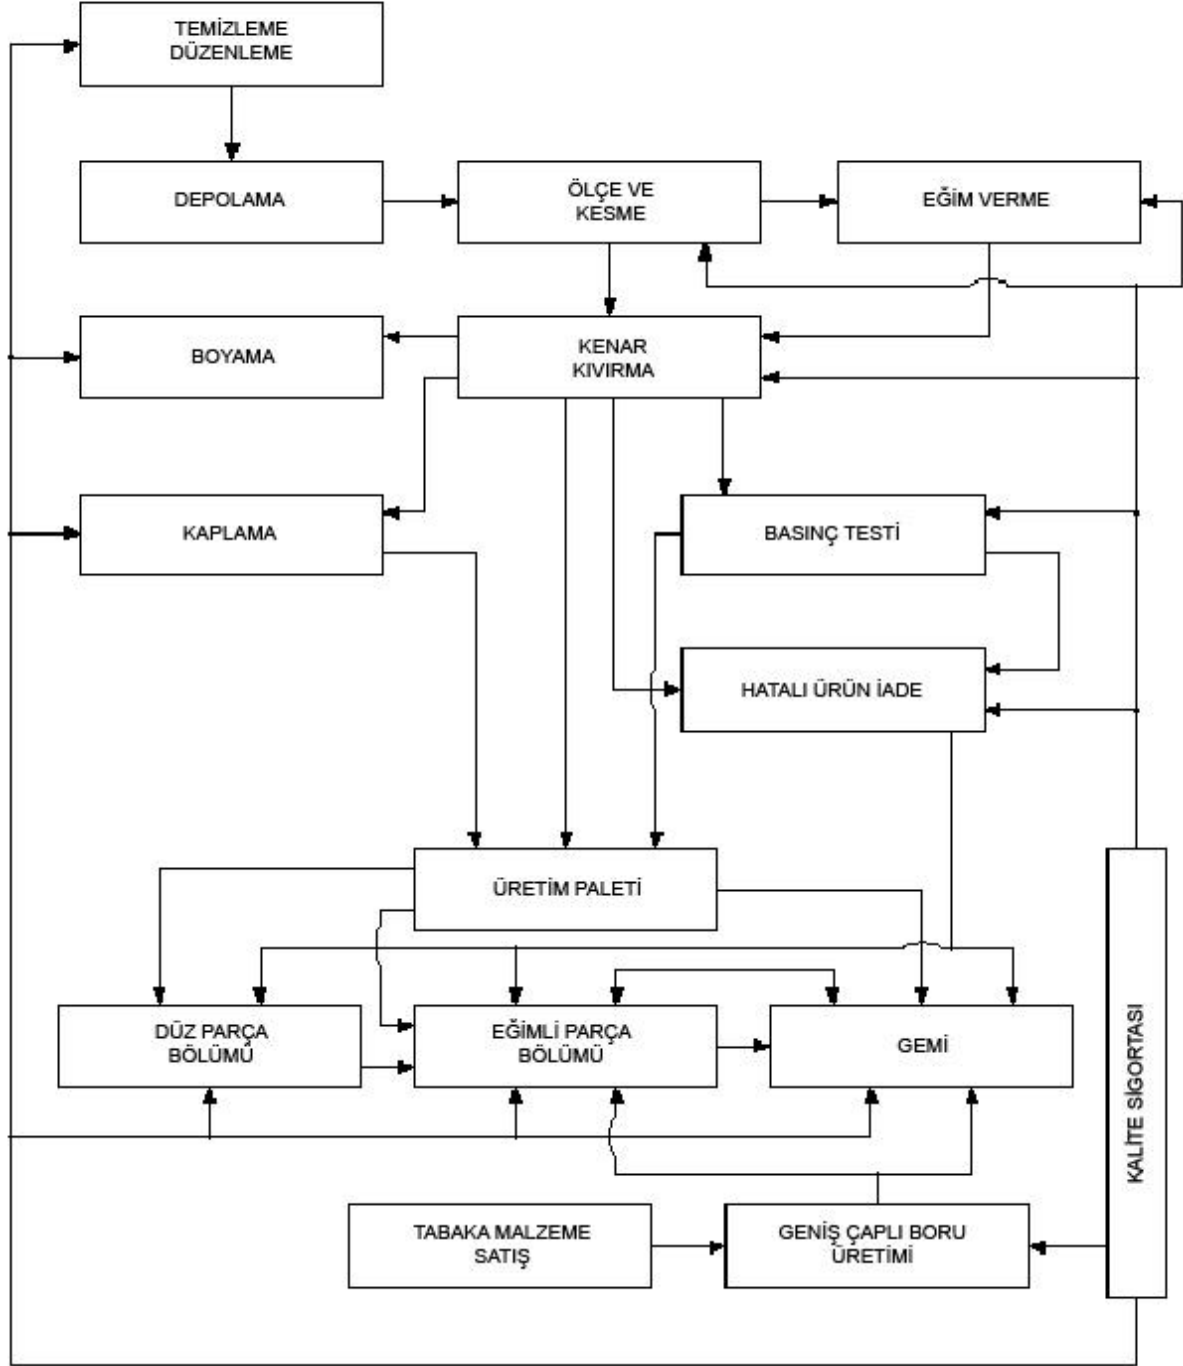 TEMİZLEME
DÜZENLEME
DEPOLAMA
ÖLÇE VE
KESME
EĞİM VERME
BOYAMA
KENAR
KIVIRMA
KAPLAMA
BASINÇ TESTİ
HATALI ÜRÜN İADE
ÜRETİM PALETİ
DÜZ PARÇA
BÖLÜMÜ
EĞİMLİ PARÇA
BÖLÜMÜ
GEMİ
KALİTE SİGORTASI
TABAKA MALZEME
SATIŞ
GENİŞ ÇAPLI BORU
ÜRETİMİ